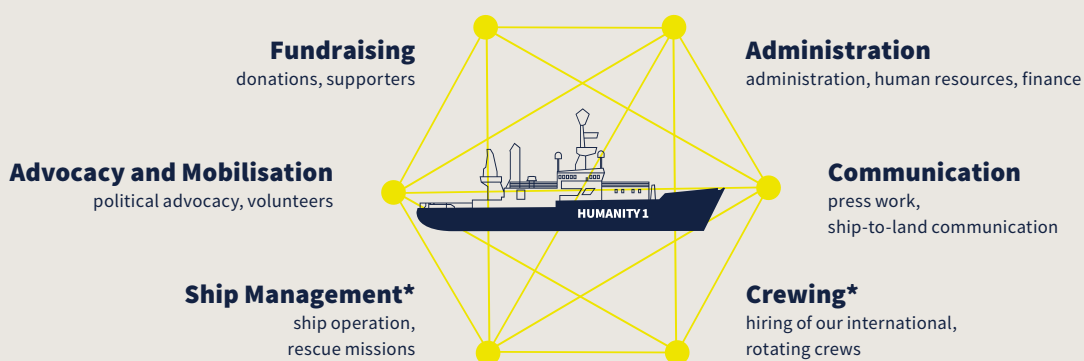 Fundraising
donations, supporters
Administration
administration, human resources, finance
Advocacy and Mobilisation
political advocacy, volunteers
Communication
press work,
ship-to-land communication
HUMANITY 1
Ship Management*
ship operation,
rescue missions
Crewing*
hiring of our international,
rotating crews